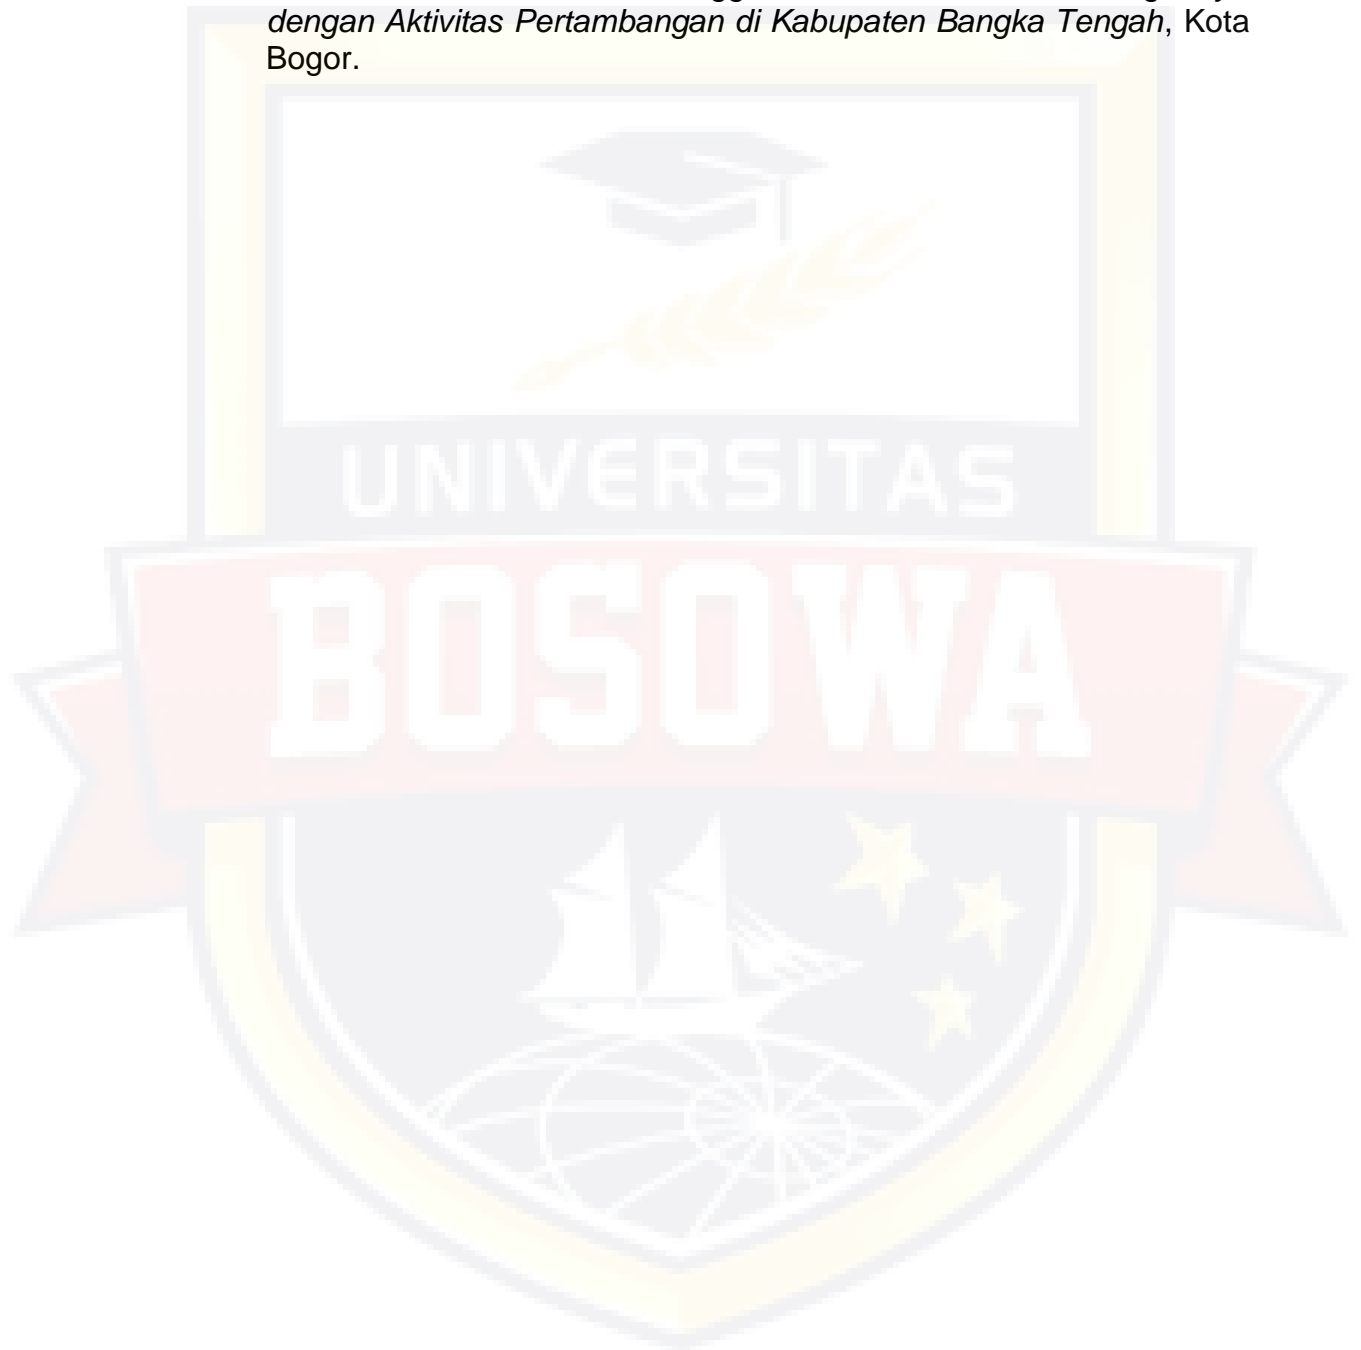 dengan Aktivitas Pertambangan di Kabupaten Bangka Tengah, Kota
Bogor.
UNIVERSITAS
BOSOWA